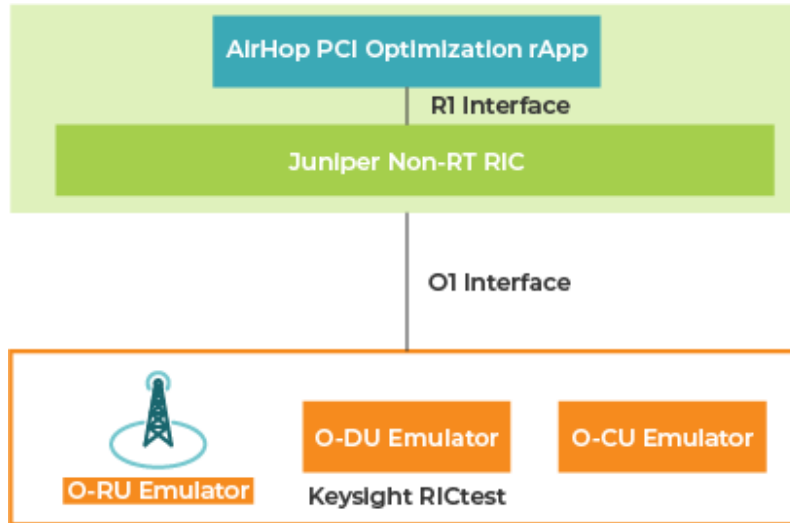 AirHop PCI Optimization rApp
R1 Interface
Juniper Non-RT RIC
O1 Interface
O-DU Emulator
O-CU Emulator
O-RU Emulator
Keysight RICtest